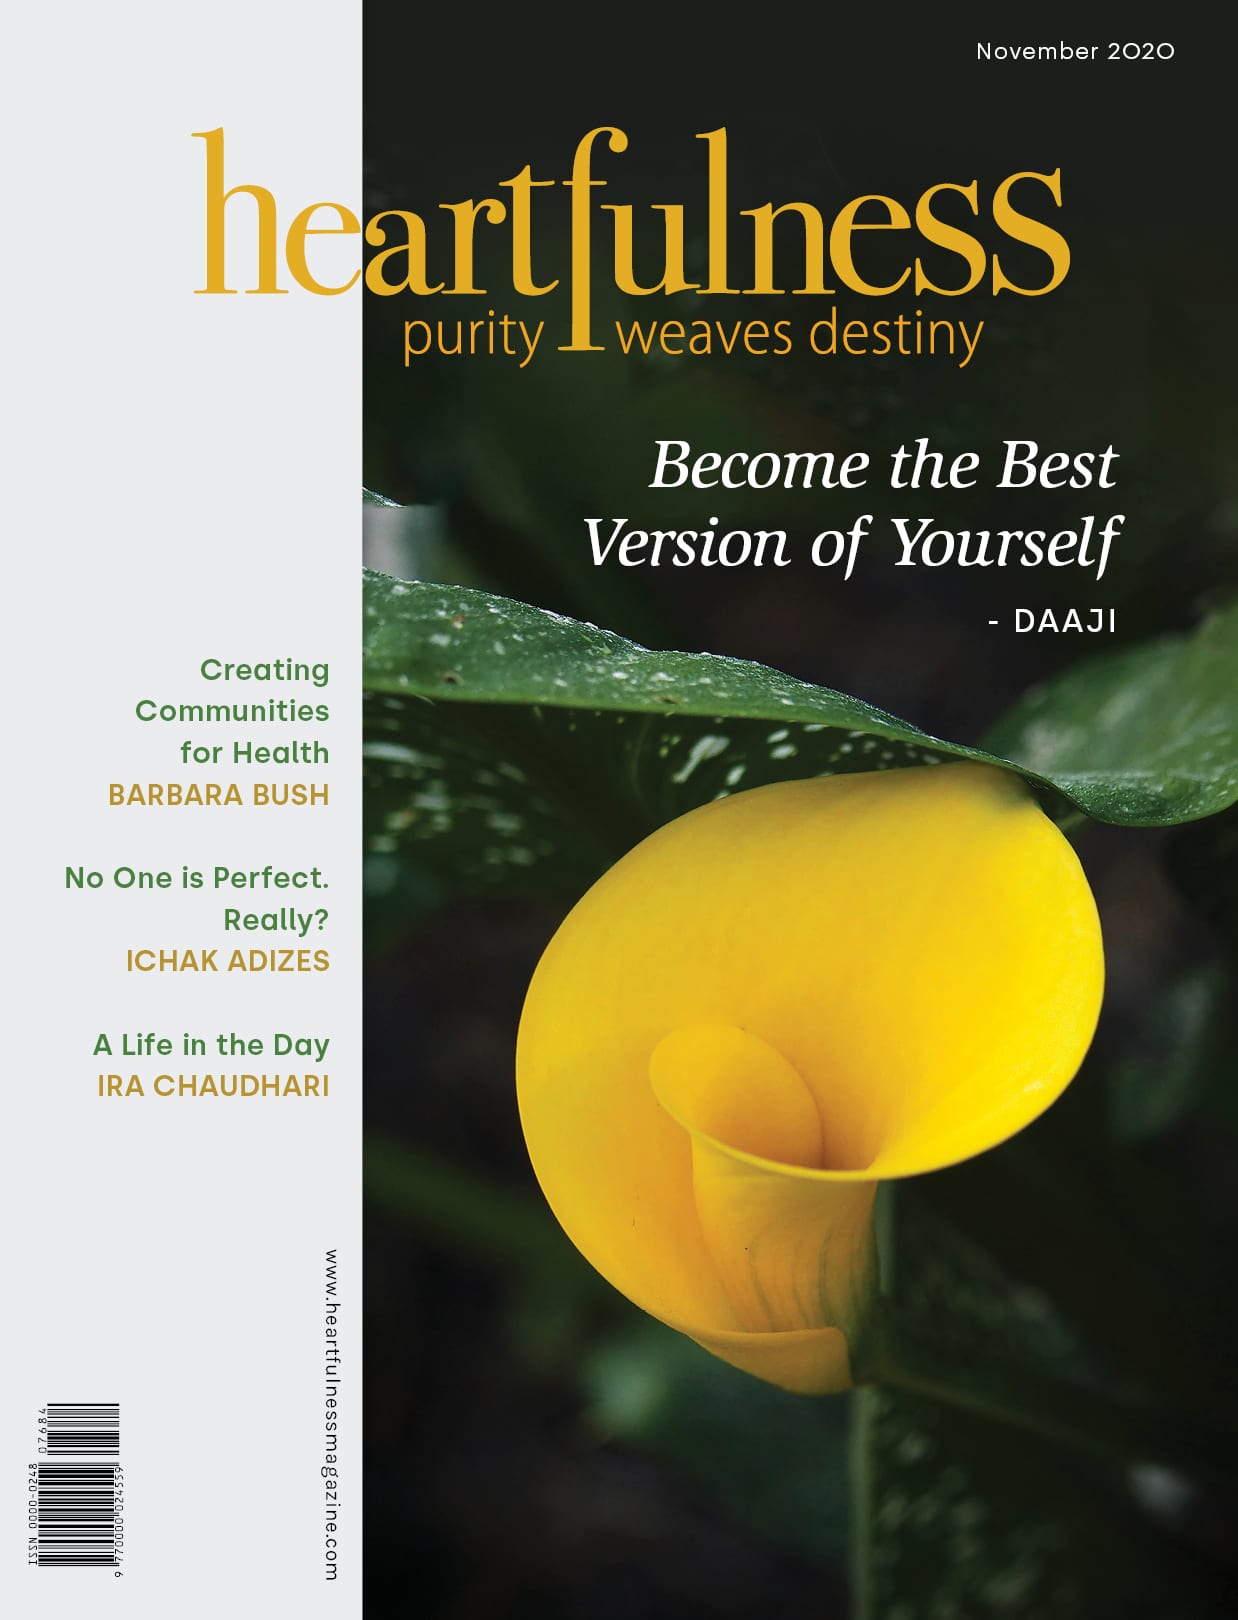 November 2020
heartfulness
purity weaves destiny
Become the Best
Version of Yourself
- DAAJI
Creating
Communities
for Health
BARBARA BUSH
No One is Perfect.
Really?
ICHAK ADIZES
A Life in the Day
IRA CHAUDHARI
www.heartfulnessmagazine.com
ISSN 0000-0248
07684
9 770000 024559